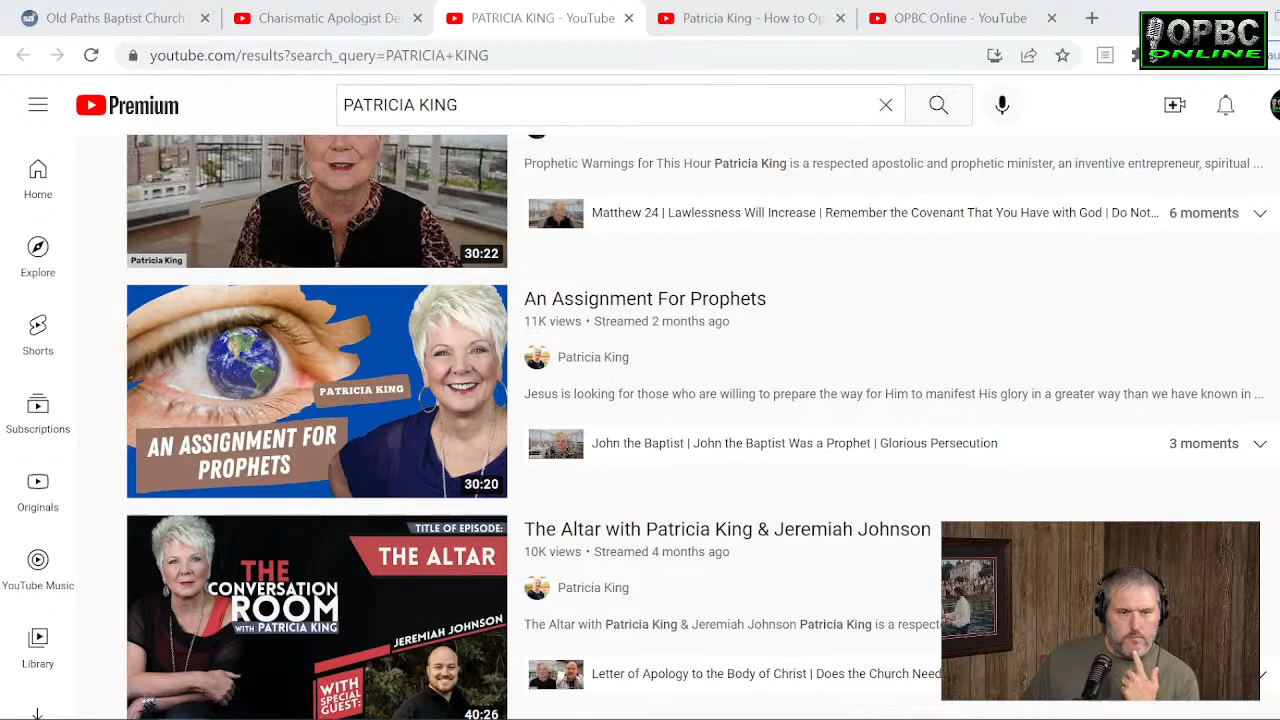 Old Paths Baptist Church
Charismatic Apologist De
PATRICIA KING - YouTube
Patricia King - How to Op
OPBC Online - YouTube
OPBC
ONLINE
youtube.com/results?search_query=PATRICIA+KING
Premium
PATRICIA KING
Home
Explore
Shorts
Subscriptions
Originals
YouTube Music
Library
Patricia King
30:22
Prophetic Warnings for This Hour Patricia King is a respected apostolic and prophetic minister, an inventive entrepreneur, spiritual ...
Matthew 24 | Lawlessness Will Increase | Remember the Covenant That You Have with God | Do Not...
6 moments
PATRICIA KING
AN ASSIGNMENT FOR
PROPHETS
30:20
An Assignment For Prophets
11K views • Streamed 2 months ago
Patricia King
Jesus is looking for those who are willing to prepare the way for Him to manifest His glory in a greater way than we have known in ...
John the Baptist | John the Baptist Was a Prophet | Glorious Persecution
3 moments
TITLE OF EPISODE:
THE ALTAR
THE
CONVERSATION
ROOM
WITH PATRICIA KING
JEREMIAH JOHNSON
WITH
SPECIAL
GUEST:
40:26
The Altar with Patricia King & Jeremiah Johnson
10K views • Streamed 4 months ago
Patricia King
The Altar with Patricia King & Jeremiah Johnson Patricia King is a respect
Letter of Apology to the Body of Christ | Does the Church Need